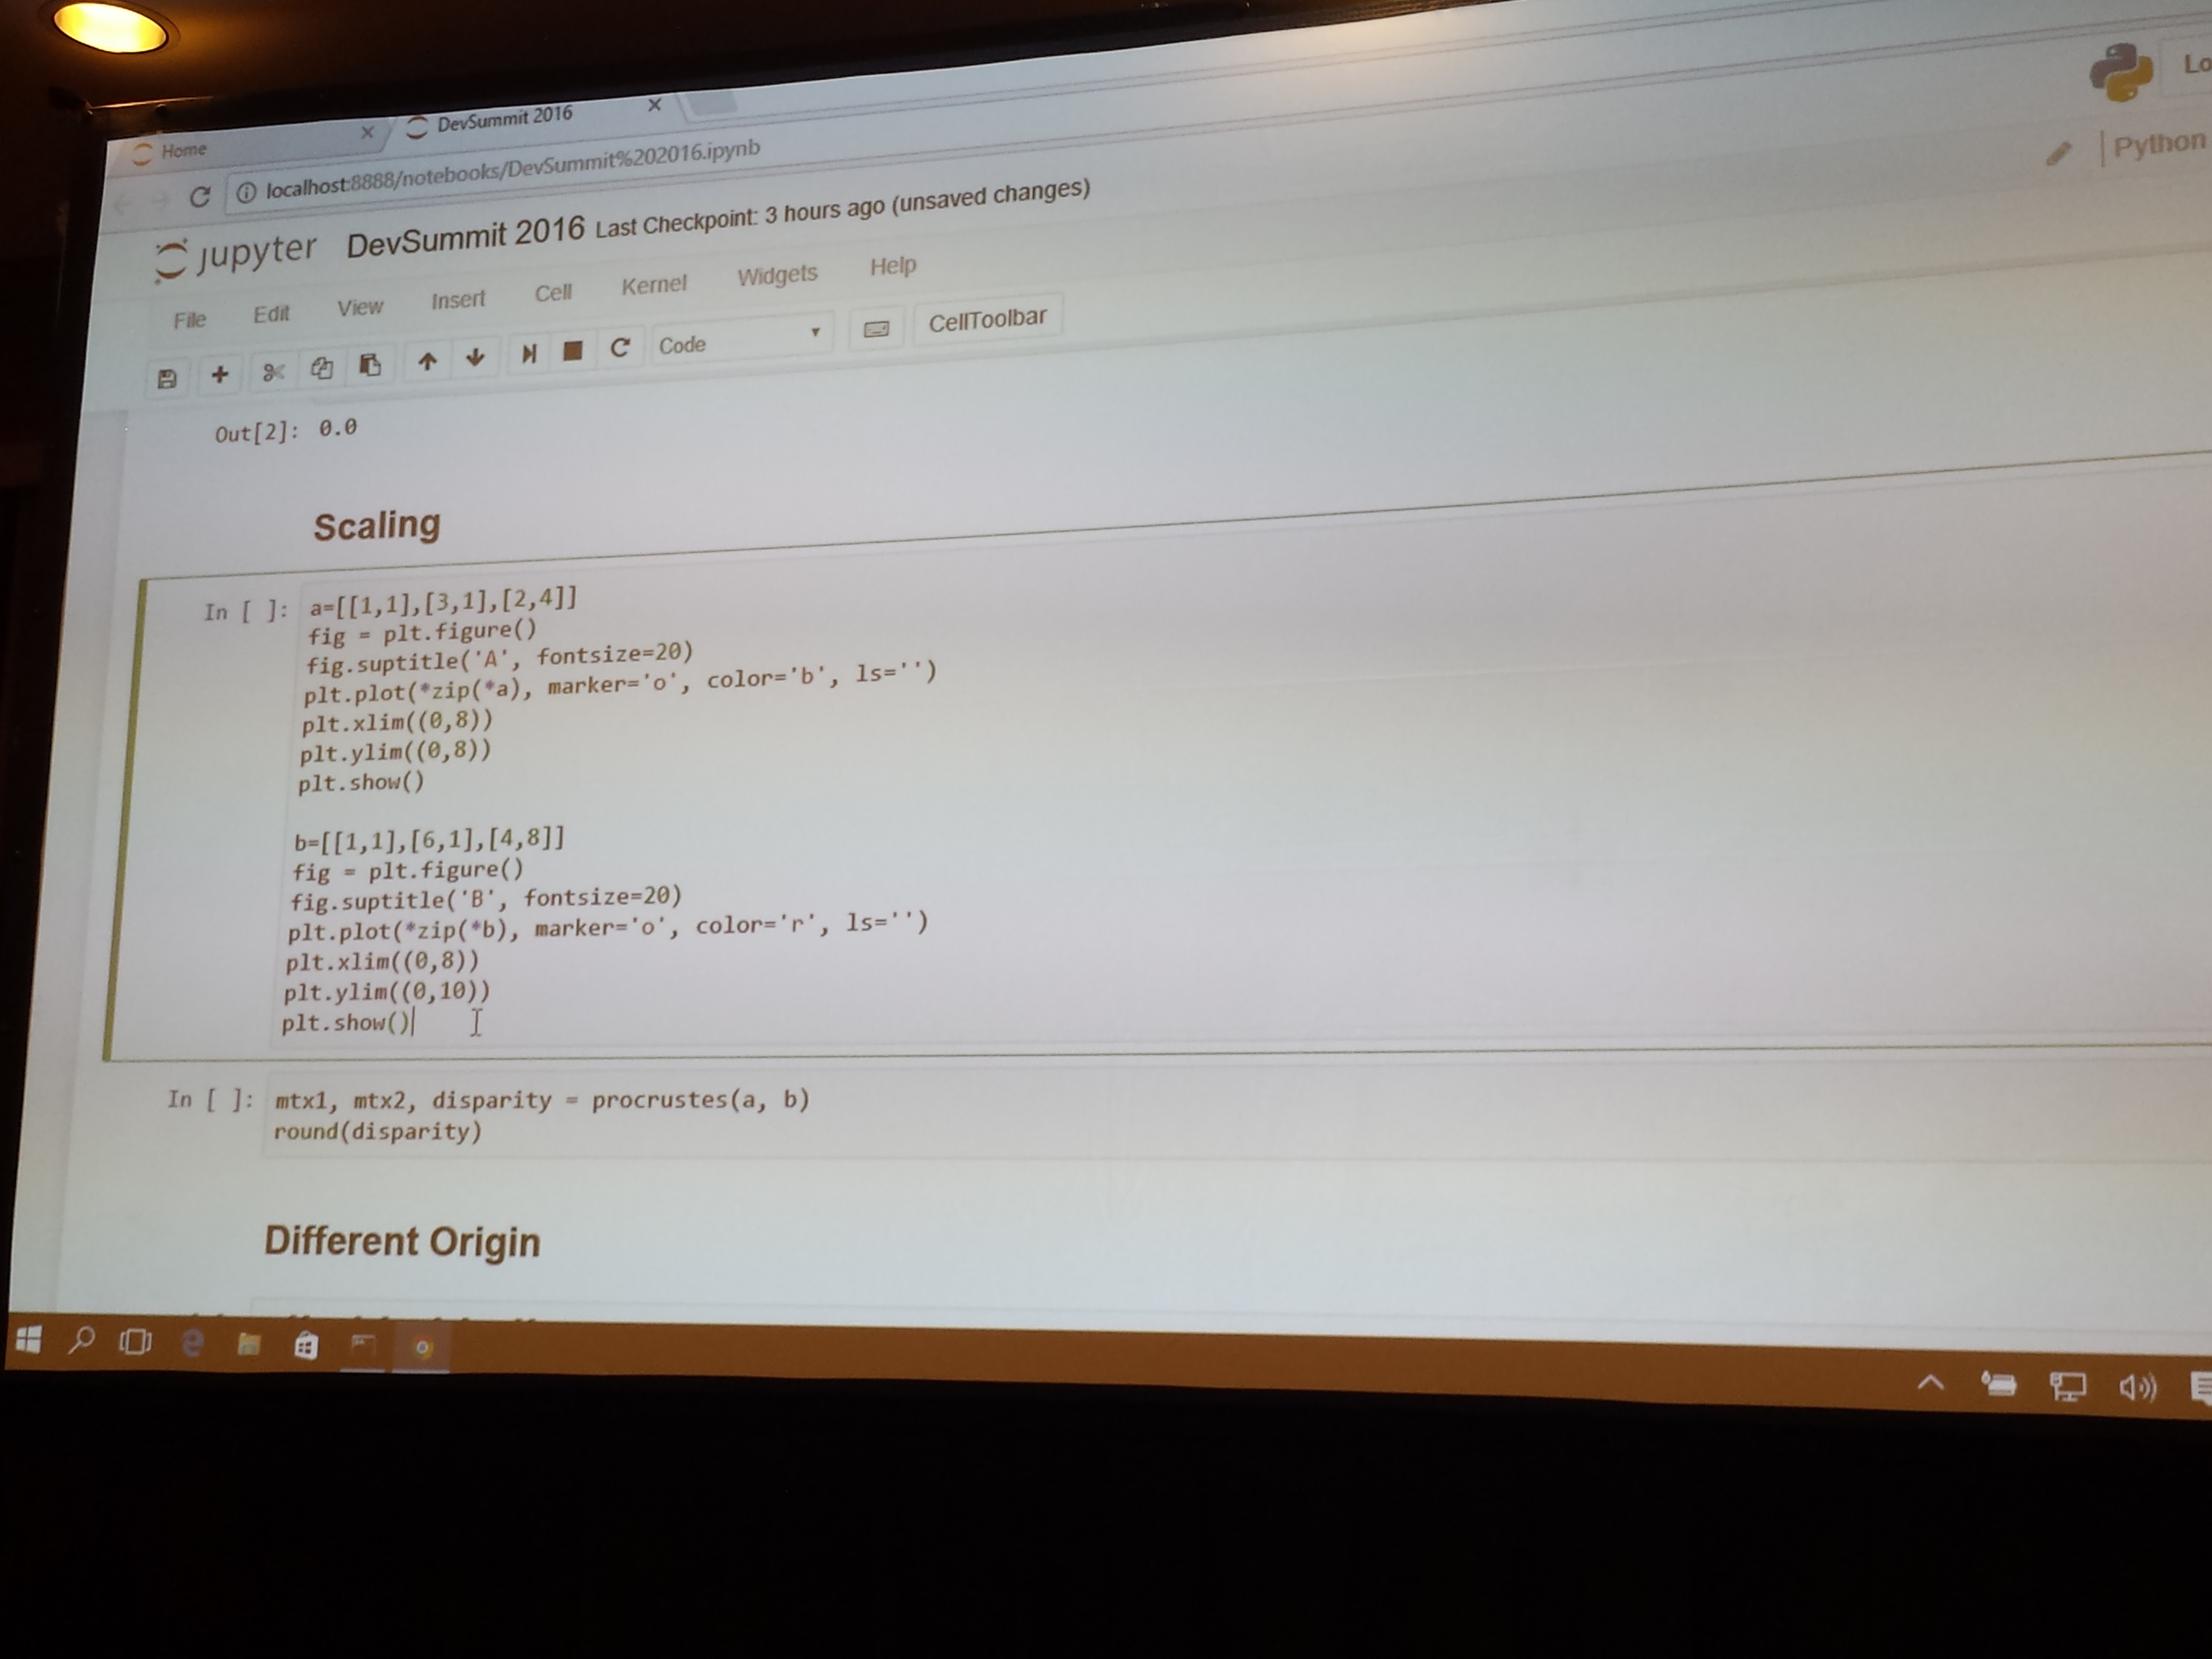 Home
DevSummit 2016
localhost:8888/notebooks/DevSummit%202016.ipynb
jupyter DevSummit 2016 Last Checkpoint: 3 hours ago (unsaved changes)
Lo
File Edit View Insert Cell Kernel Widgets Help
Python
Code CellToolbar
Out[2]: 0.0
Scaling
In [ ]: a=[[1,1],[3,1],[2,4]]
fig = plt.figure()
fig.suptitle('A', fontsize=20)
plt.plot(*zip(*a), marker='o', color='b', ls='')
plt.xlim((0,8))
plt.ylim((0,8))
plt.show()
b=[[1,1],[6,1],[4,8]]
fig = plt.figure()
fig.suptitle('B', fontsize=20)
plt.plot(*zip(*b), marker='o', color='r', ls='')
plt.xlim((0,8))
plt.ylim((0,10))
plt.show()
In [ ]: mtx1, mtx2, disparity = procrustes(a, b)
round(disparity)
Different Origin